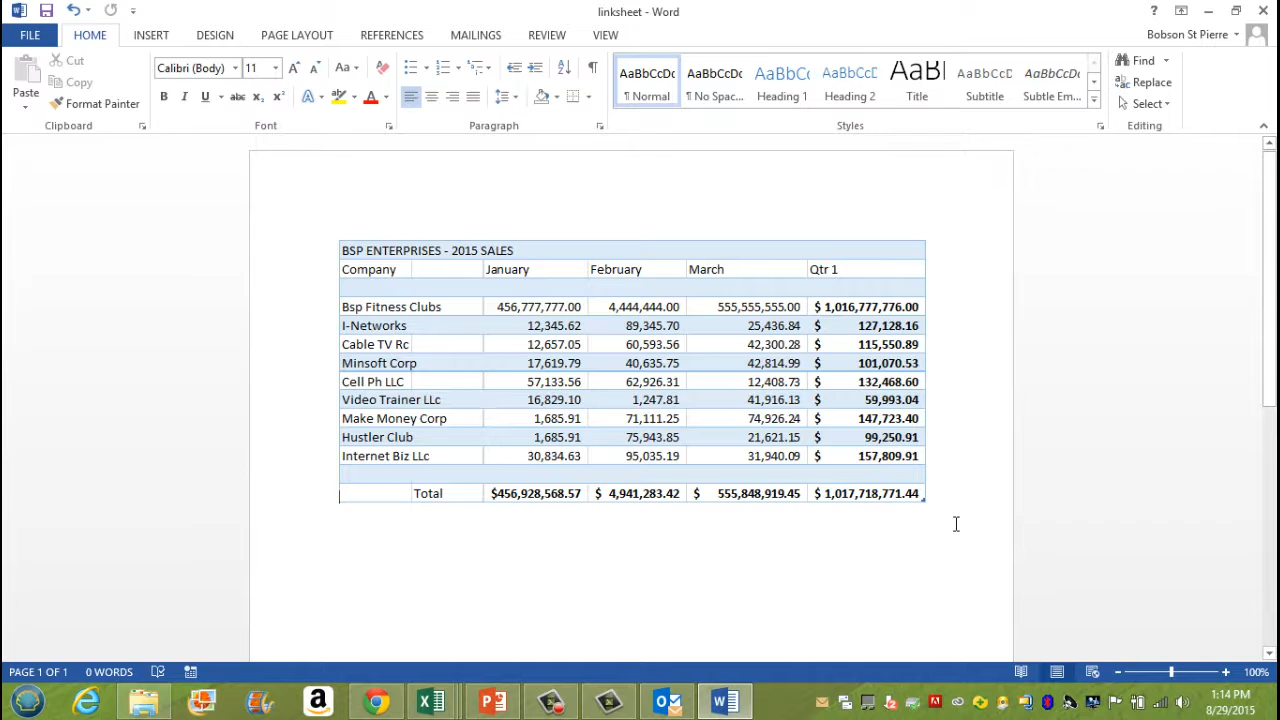 linksheet - Word
FILE HOME INSERT DESIGN PAGE LAYOUT REFERENCES MAILINGS REVIEW VIEW Bobson St Pierre
Paste Cut Copy Format Painter
Calibri (Body) 11 Aa
B I U abc x₂ x² A A
AaBbCcDc AaBbCcDc AaBbCc AaBbCcD AaBl AaBbCcD AaBbCcDc
¶ Normal ¶ No Spac... Heading 1 Heading 2 Title Subtitle Subtle Em...
Find Replace Select
Clipboard Font Paragraph Styles Editing
BSP ENTERPRISES - 2015 SALES
Company January February March Qtr 1
Bsp Fitness Clubs 456,777,777.00 4,444,444.00 555,555,555.00 $ 1,016,777,776.00
I-Networks 12,345.62 89,345.70 25,436.84 $ 127,128.16
Cable TV Rc 12,657.05 60,593.56 42,300.28 $ 115,550.89
Minsoft Corp 17,619.79 40,635.75 42,814.99 $ 101,070.53
Cell Ph LLC 57,133.56 62,926.31 12,408.73 $ 132,468.60
Video Trainer LLc 16,829.10 1,247.81 41,916.13 $ 59,993.04
Make Money Corp 1,685.91 71,111.25 74,926.24 $ 147,723.40
Hustler Club 1,685.91 75,943.85 21,621.15 $ 99,250.91
Internet Biz LLc 30,834.63 95,035.19 31,940.09 $ 157,809.91
Total $456,928,568.57 $ 4,941,283.42 $ 555,848,919.45 $ 1,017,718,771.44
PAGE 1 OF 1 0 WORDS 100%
1:14 PM
8/29/2015